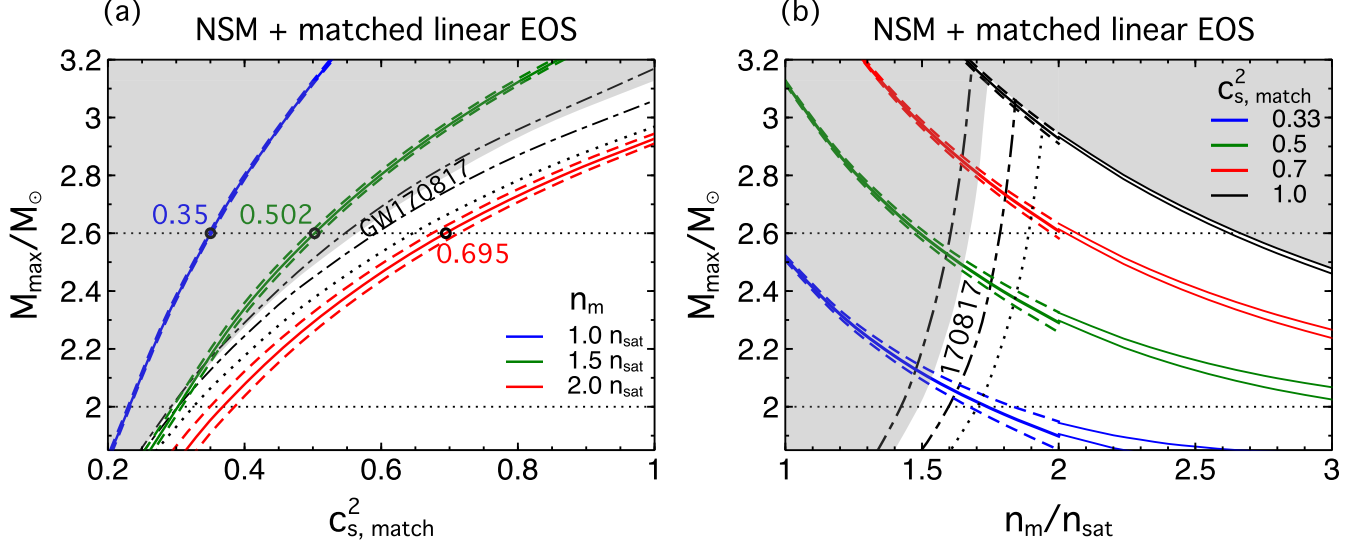 (a)
NSM + matched linear EOS
3.2
3
2.8
2.6
2.4
2.2
2
M_max/M_⊙
0.35
0.502
GW170817
0.695
n_m
1.0 n_sat
1.5 n_sat
2.0 n_sat
0.2 0.4 0.6 0.8 1
c²_s, match
(b)
NSM + matched linear EOS
3.2
3
2.8
2.6
2.4
2.2
2
M_max/M_⊙
c²_s, match
0.33
0.5
0.7
1.0
170817
1 1.5 2 2.5 3
n_m/n_sat